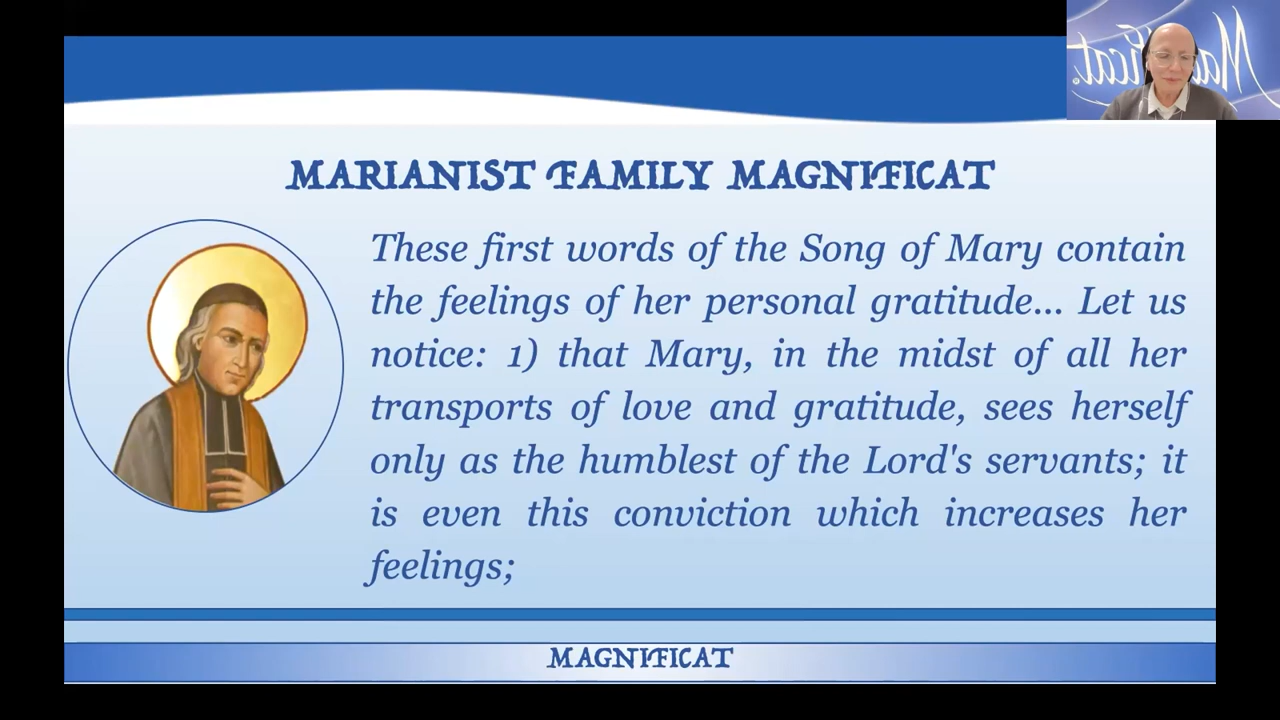 Magnificat.
MARIANIST FAMILY MAGNIFICAT
These first words of the Song of Mary contain
the feelings of her personal gratitude... Let us
notice: 1) that Mary, in the midst of all her
transports of love and gratitude, sees herself
only as the humblest of the Lord's servants; it
is even this conviction which increases her
feelings;
MAGNIFICAT